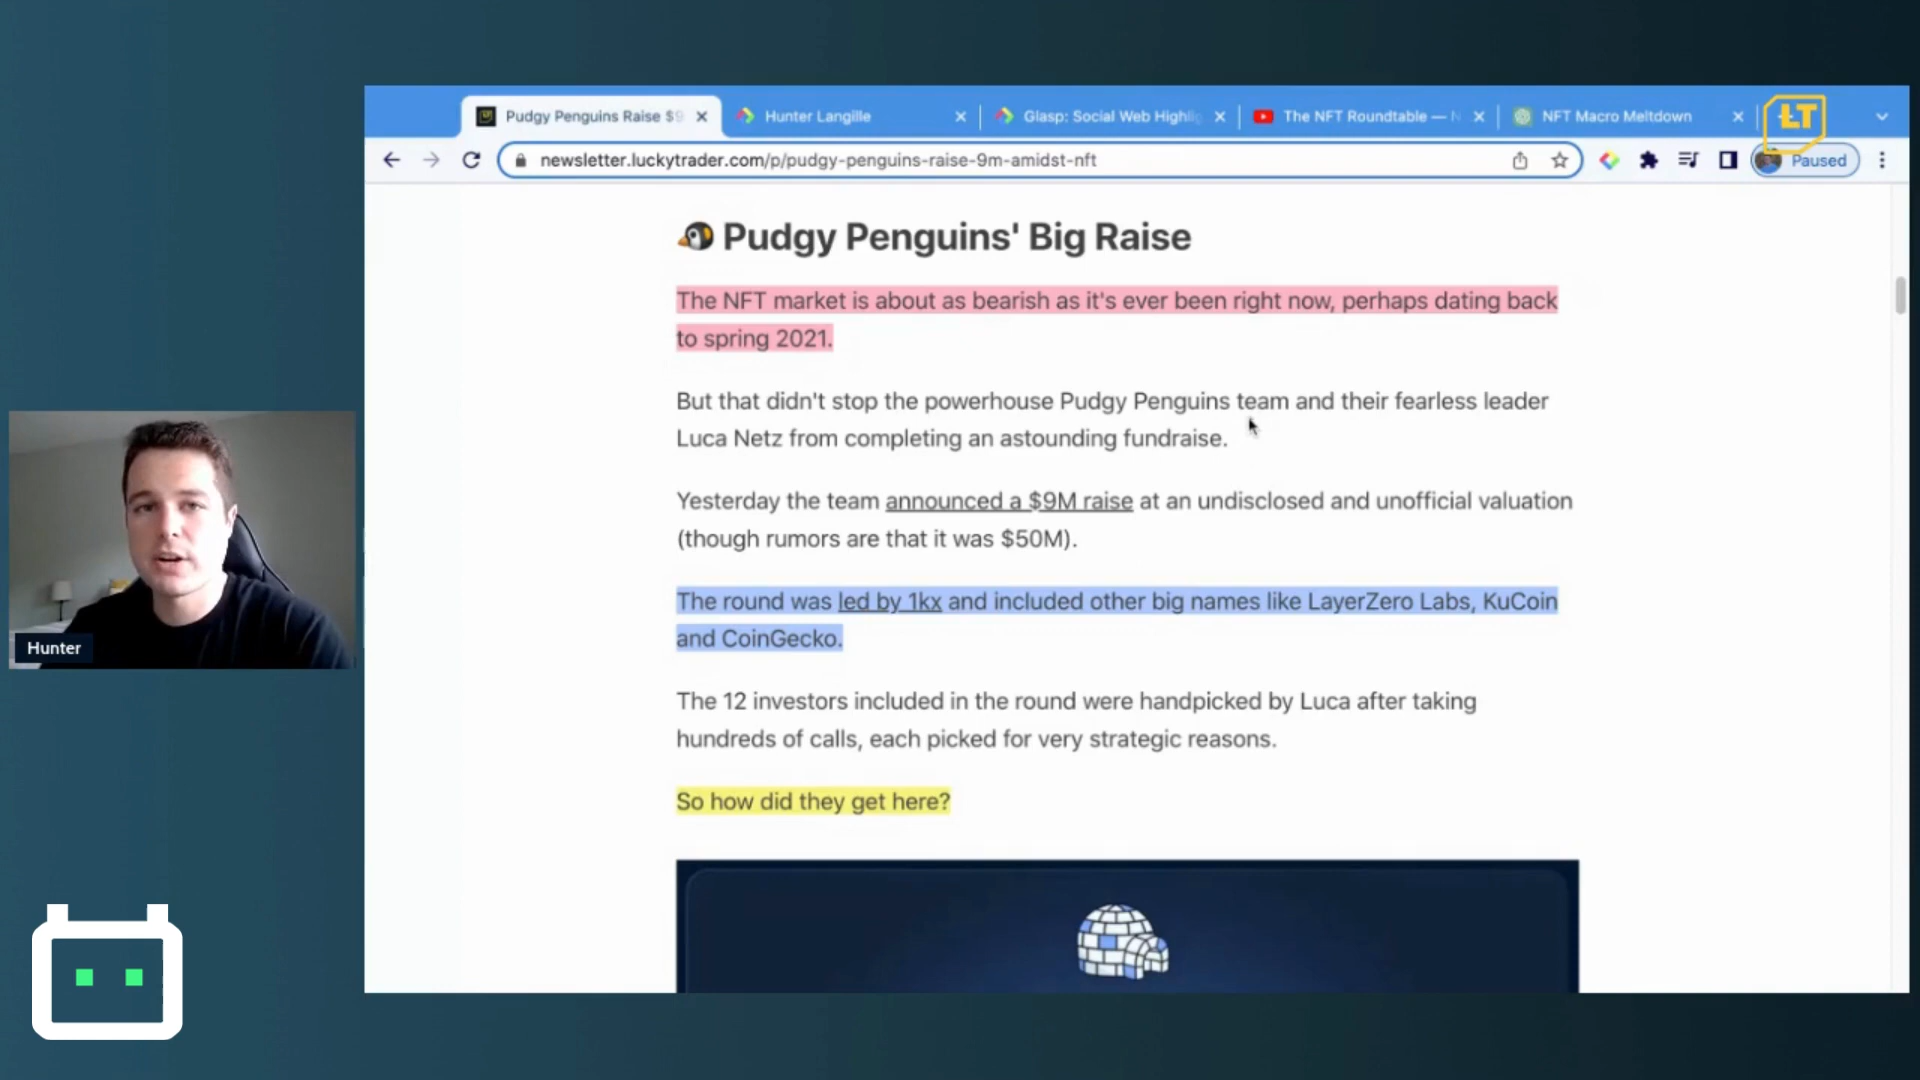 Pudgy Penguins Raise $9
Hunter Langille
Glasp: Social Web Highli
The NFT Roundtable — N
NFT Macro Meltdown
LT
newsletter.luckytrader.com/p/pudgy-penguins-raise-9m-amidst-nft
Paused
Pudgy Penguins' Big Raise
The NFT market is about as bearish as it's ever been right now, perhaps dating back
to spring 2021.
But that didn't stop the powerhouse Pudgy Penguins team and their fearless leader
Luca Netz from completing an astounding fundraise.
Yesterday the team announced a $9M raise at an undisclosed and unofficial valuation
(though rumors are that it was $50M).
The round was led by 1kx and included other big names like LayerZero Labs, KuCoin
and CoinGecko.
The 12 investors included in the round were handpicked by Luca after taking
hundreds of calls, each picked for very strategic reasons.
So how did they get here?
Hunter